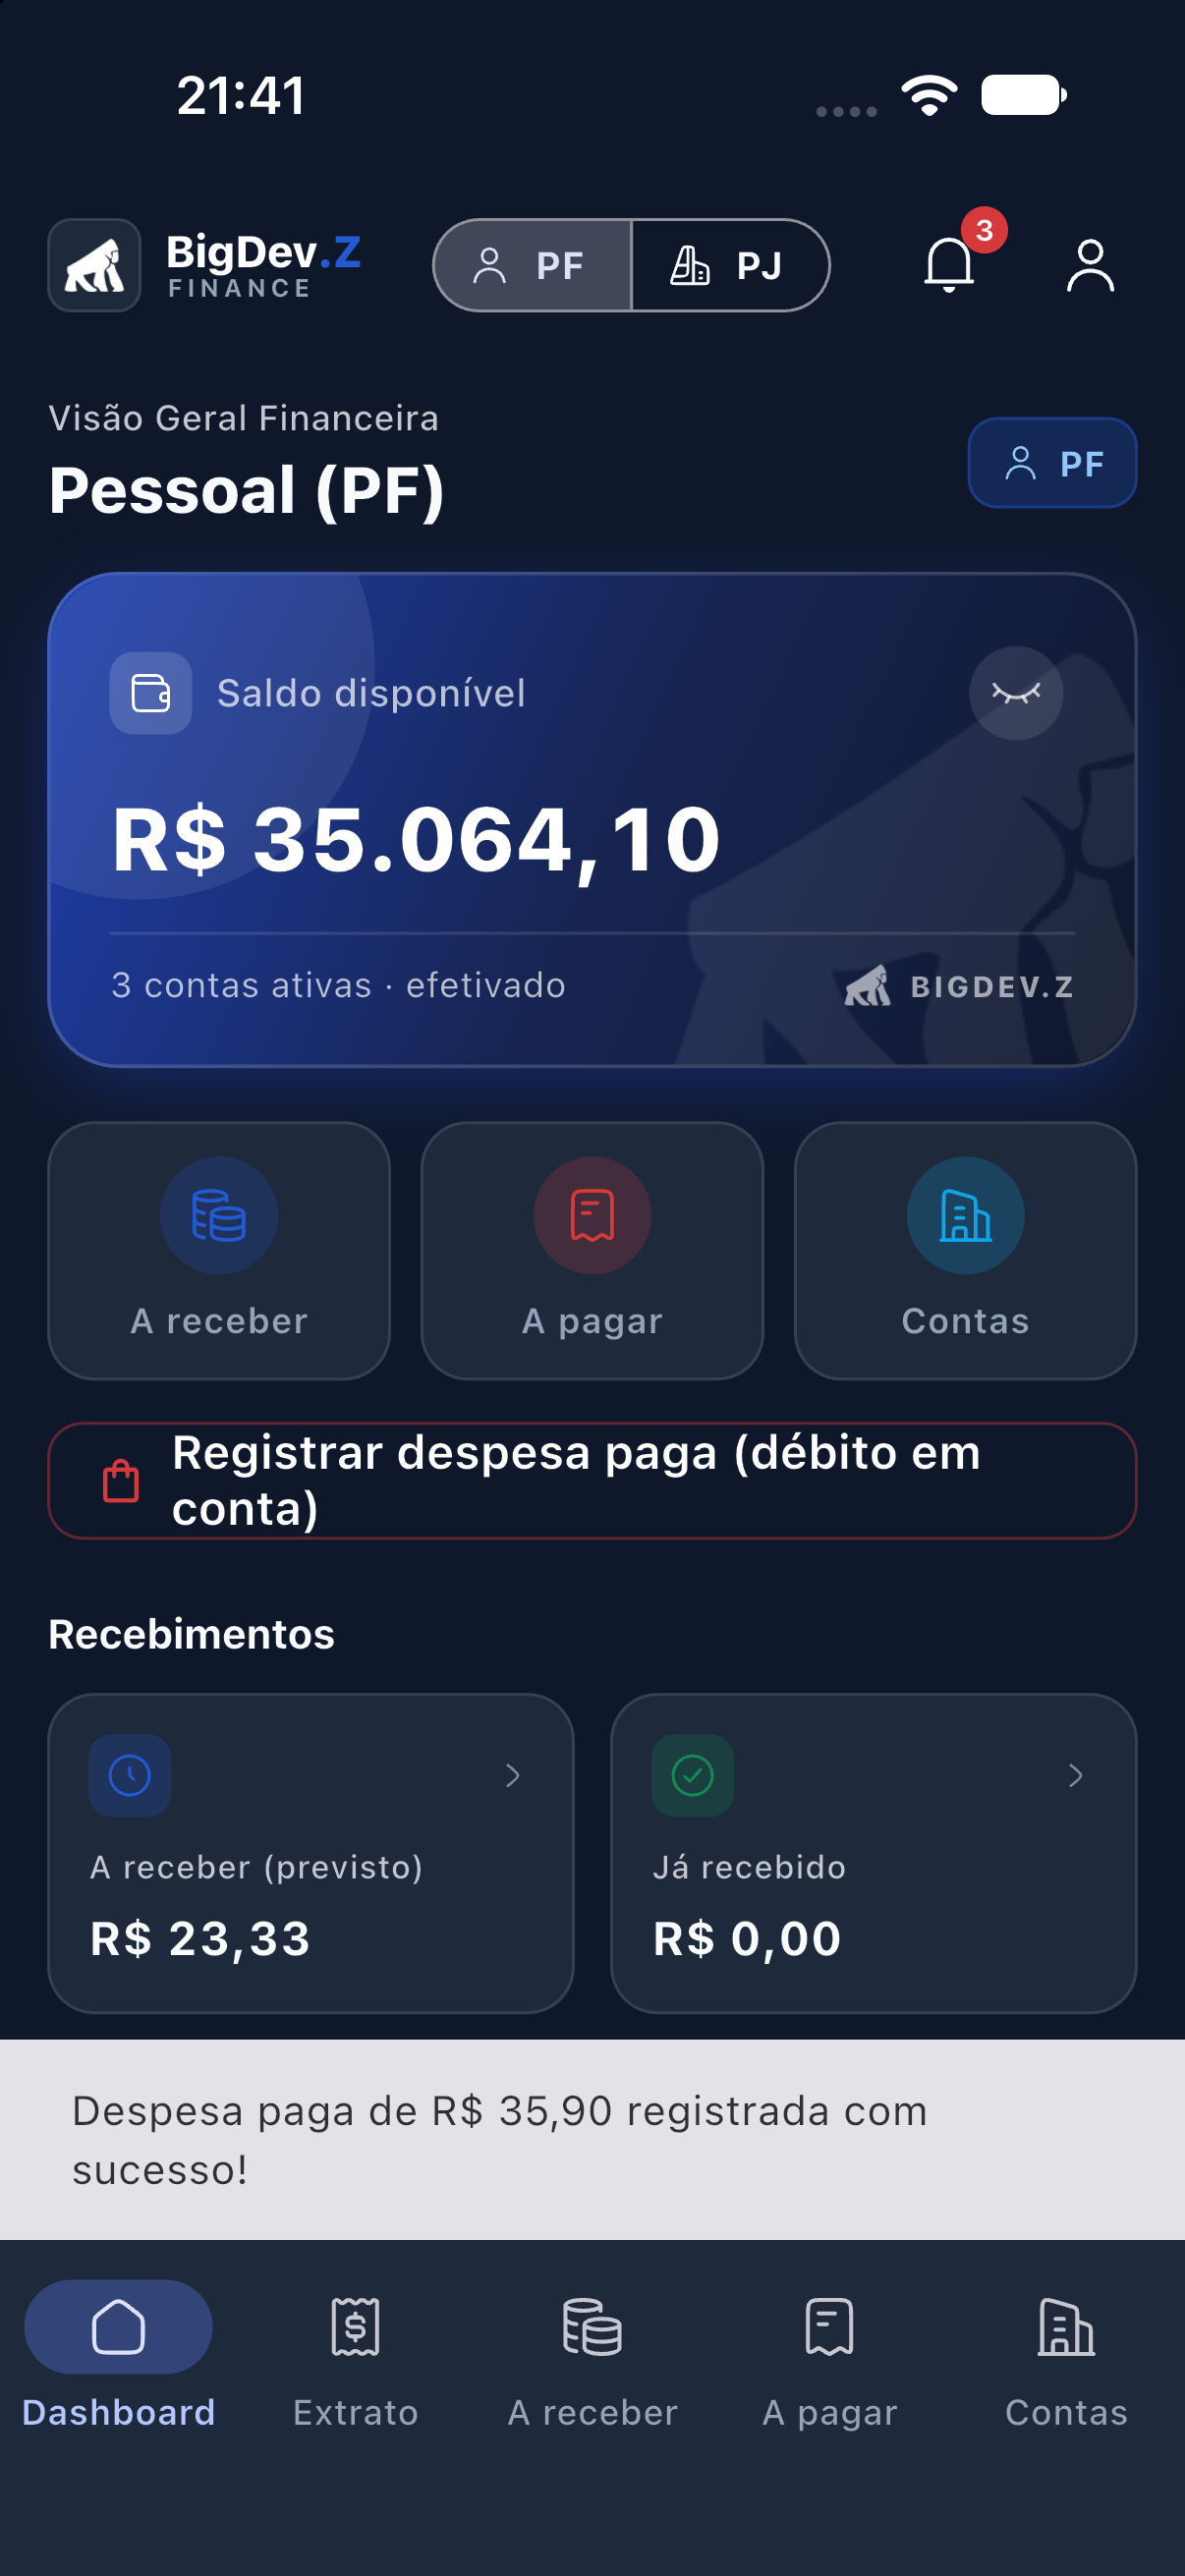 21:41
BigDev.Z
FINANCE
PF
PJ
3
Visão Geral Financeira
Pessoal (PF)
PF
Saldo disponível
R$ 35.064,10
3 contas ativas · efetivado
BIGDEV.Z
A receber
A pagar
Contas
Registrar despesa paga (débito em
conta)
Recebimentos
A receber (previsto)
R$ 23,33
Já recebido
R$ 0,00
Despesa paga de R$ 35,90 registrada com
sucesso!
Dashboard
Extrato
A receber
A pagar
Contas